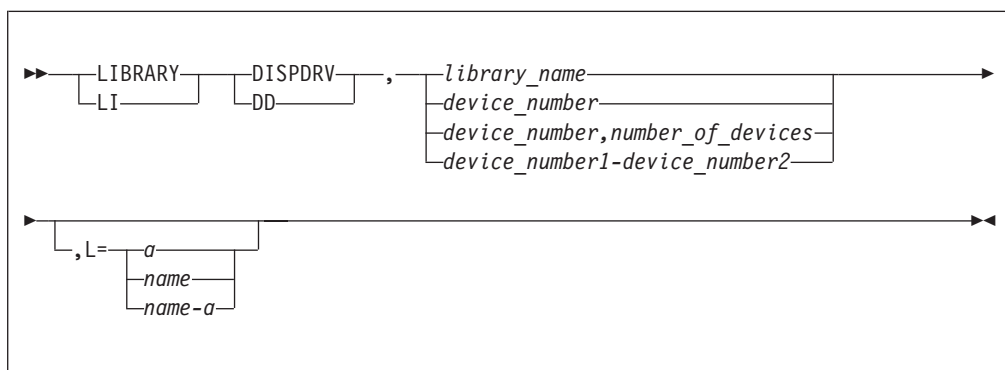 LIBRARY DISPDRV , library_name
LI DD device_number
device_number,number_of_devices
device_number1-device_number2
,L= a
name
name-a